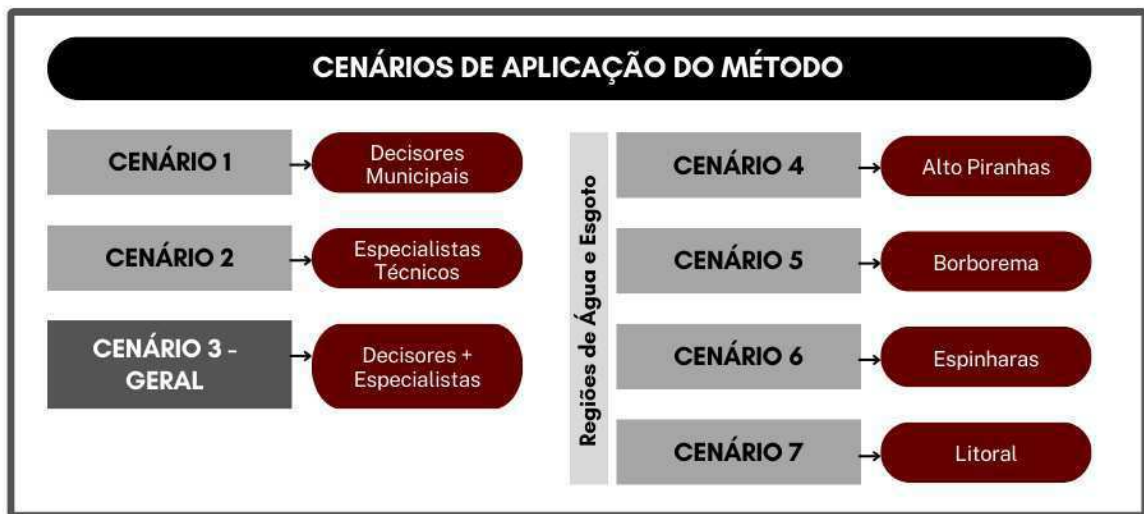 CENÁRIOS DE APLICAÇÃO DO MÉTODO
CENÁRIO 1
Decisores
Municipais
CENÁRIO 2
Especialistas
Técnicos
CENÁRIO 3 -
GERAL
Decisores +
Especialistas
Regiões de Água e Esgoto
CENÁRIO 4
Alto Piranhas
CENÁRIO 5
Borborema
CENÁRIO 6
Espinharas
CENÁRIO 7
Litoral